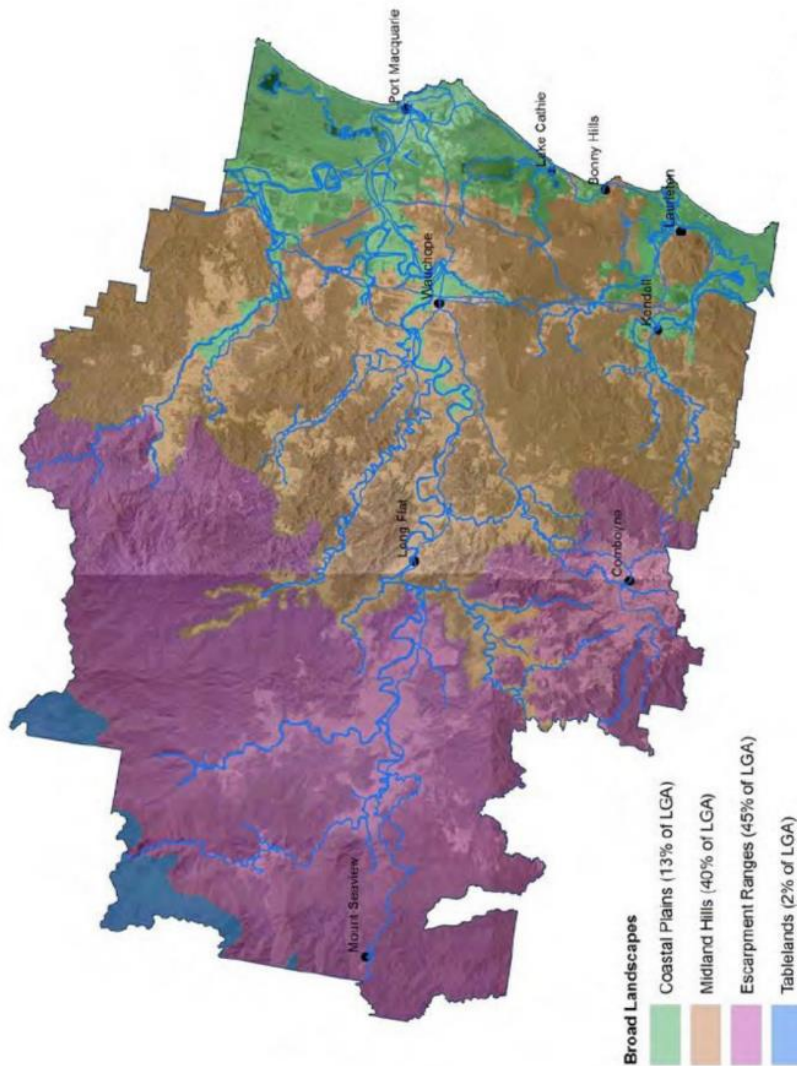 Port Macquarie
Lake Cathie
Bonny Hills
Laurieton
Wauchope
Kendall
Long Flat
Comboyne
Mount Seaview
Broad Landscapes
Coastal Plains (13% of LGA)
Midland Hills (40% of LGA)
Escarpment Ranges (45% of LGA)
Tablelands (2% of LGA)